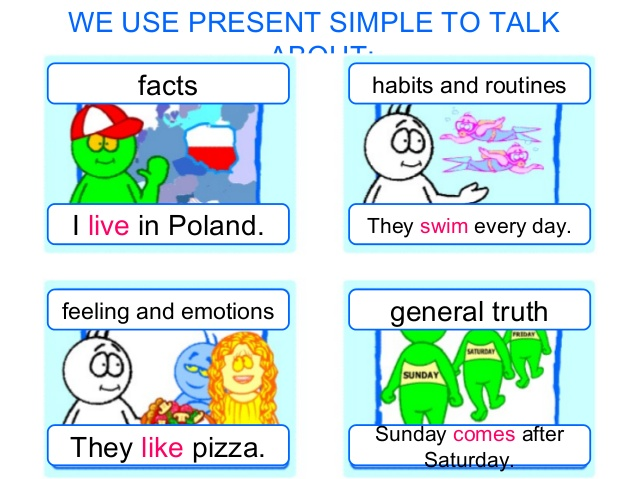 WE USE PRESENT SIMPLE TO TALK
ABOUT:
facts
habits and routines
I live in Poland.
They swim every day.
feeling and emotions
general truth
FRIDAY
SATURDAY
SUNDAY
They like pizza.
Sunday comes after
Saturday.